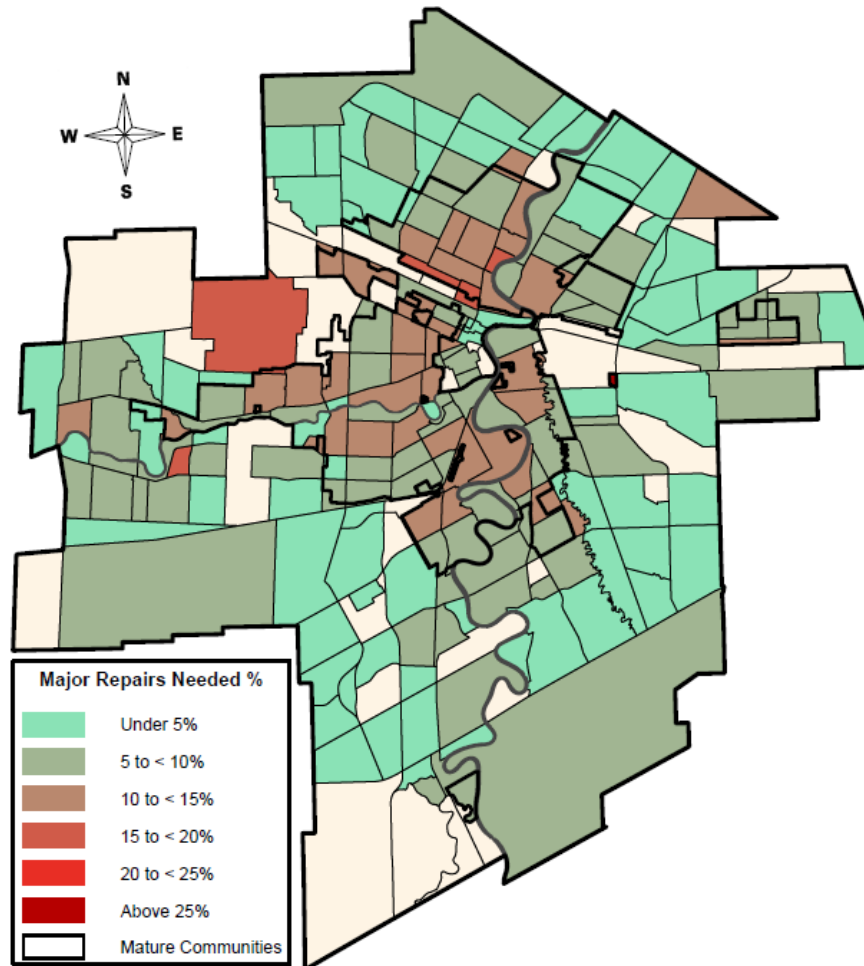 N
W E
S
Major Repairs Needed %
Under 5%
5 to < 10%
10 to < 15%
15 to < 20%
20 to < 25%
Above 25%
Mature Communities